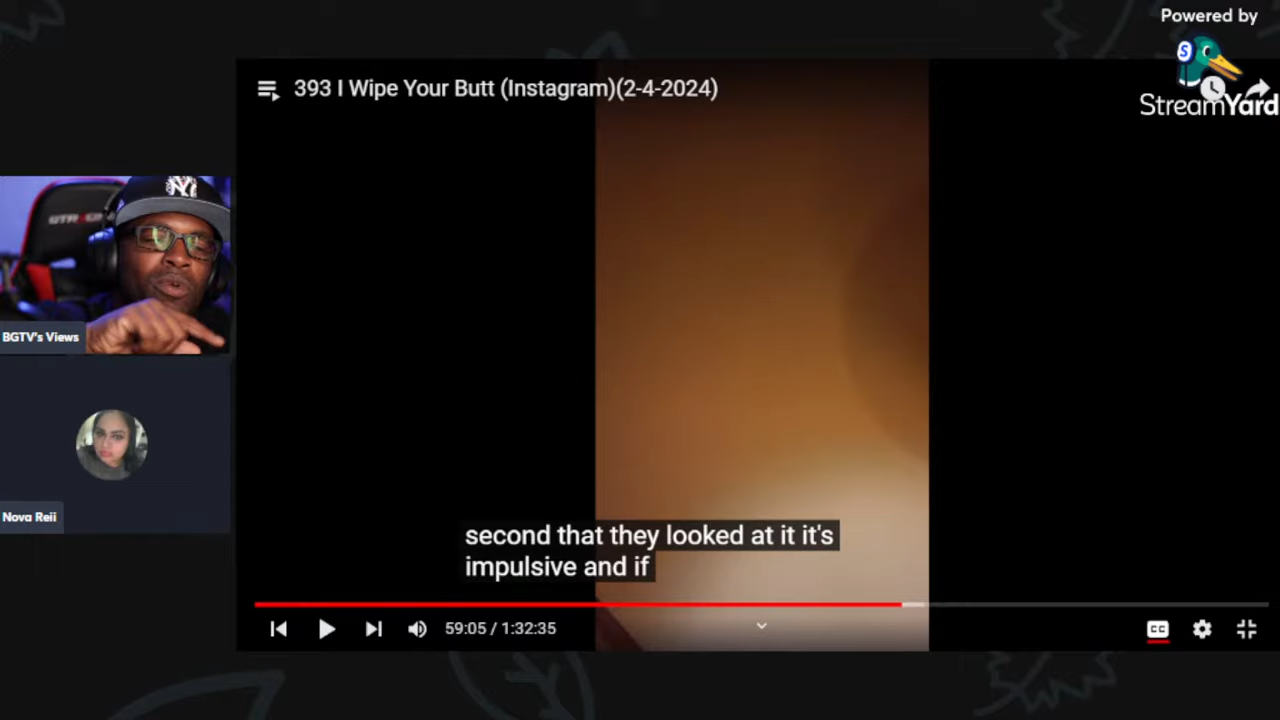 Powered by
StreamYard
393 I Wipe Your Butt (Instagram)(2-4-2024)
BGTV's Views
Nova Reii
second that they looked at it it's
impulsive and if
59:05 / 1:32:35
CC